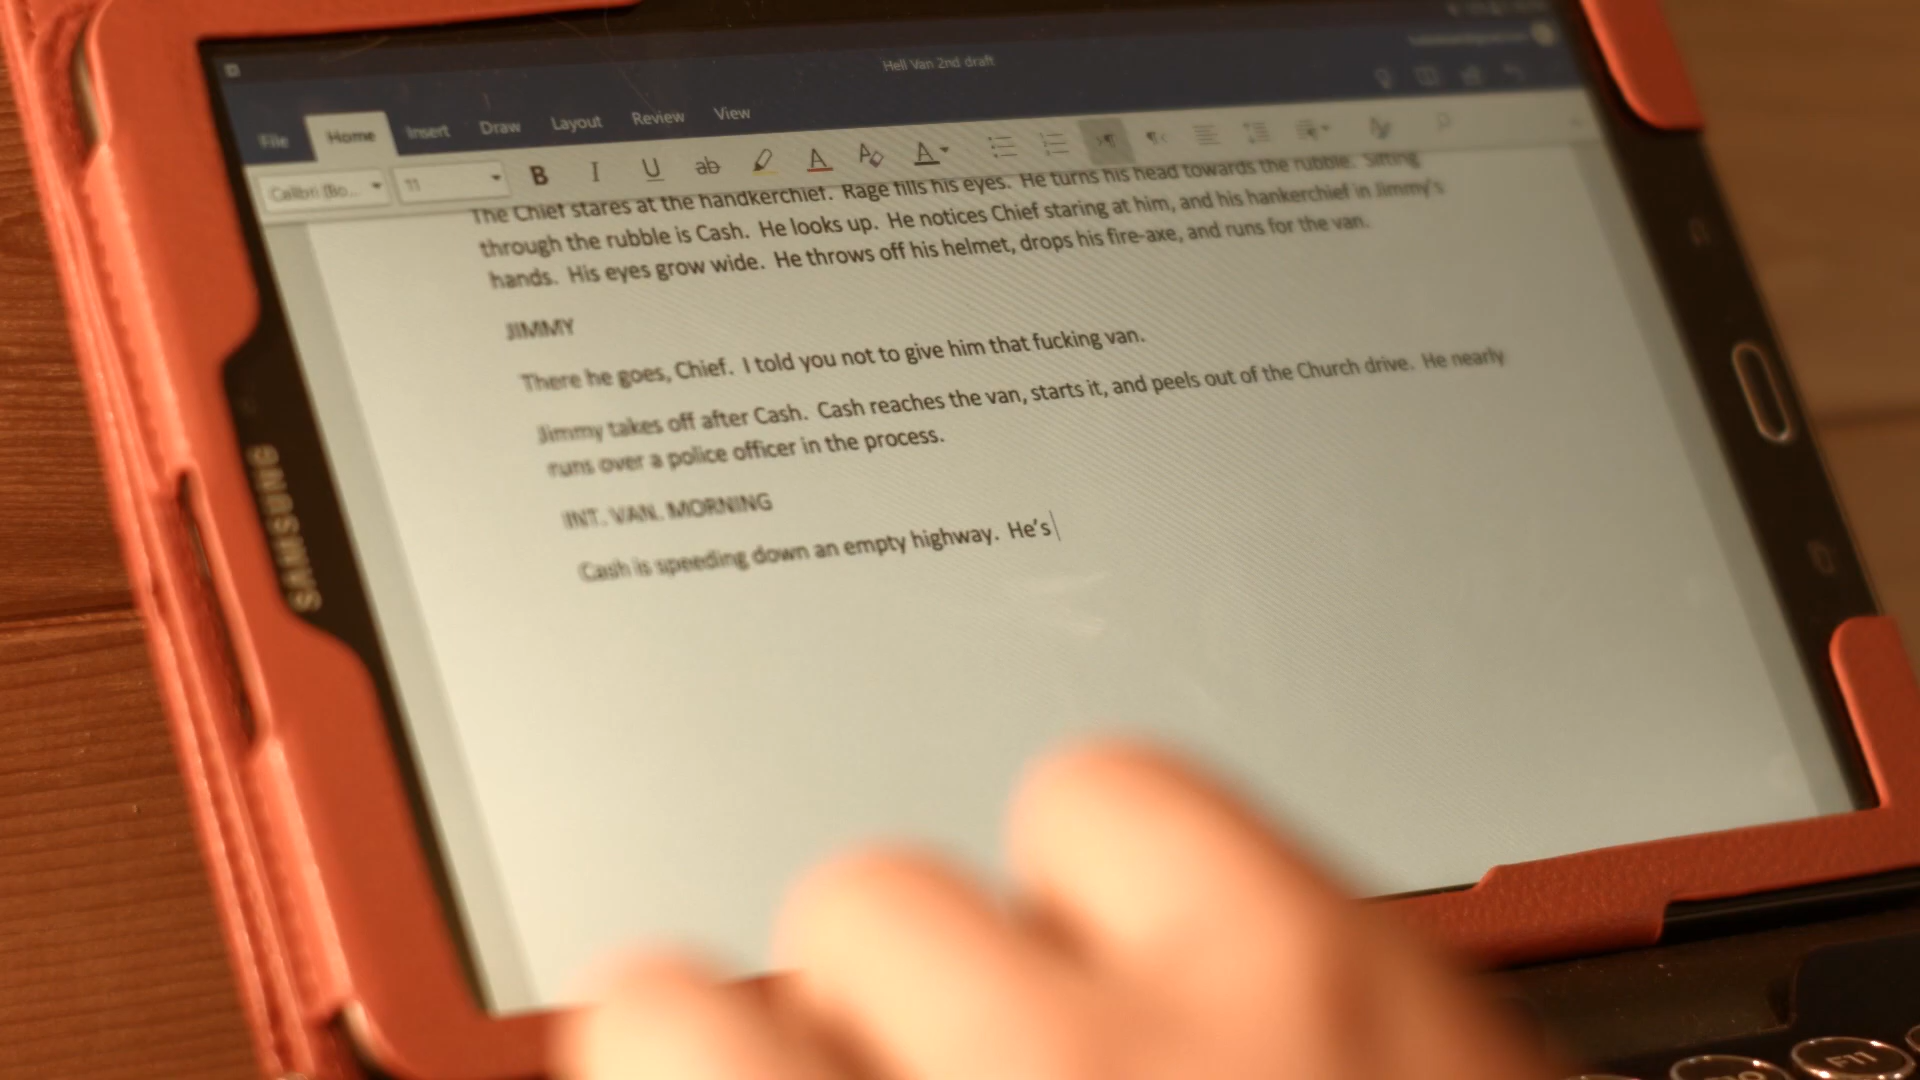 Hell Van 2nd draft
File Home Insert Draw Layout Review View
Calibri (Bo... 11 B I U ab A A A
The Chief stares at the handkerchief. Rage fills his eyes. He turns his head towards the rubble. Sifting
through the rubble is Cash. He looks up. He notices Chief staring at him, and his hankerchief in Jimmy's
hands. His eyes grow wide. He throws off his helmet, drops his fire-axe, and runs for the van.
JIMMY
There he goes, Chief. I told you not to give him that fucking van.
Jimmy takes off after Cash. Cash reaches the van, starts it, and peels out of the Church drive. He nearly
runs over a police officer in the process.
INT. VAN. MORNING
Cash is speeding down an empty highway. He's
SAMSUNG
F11